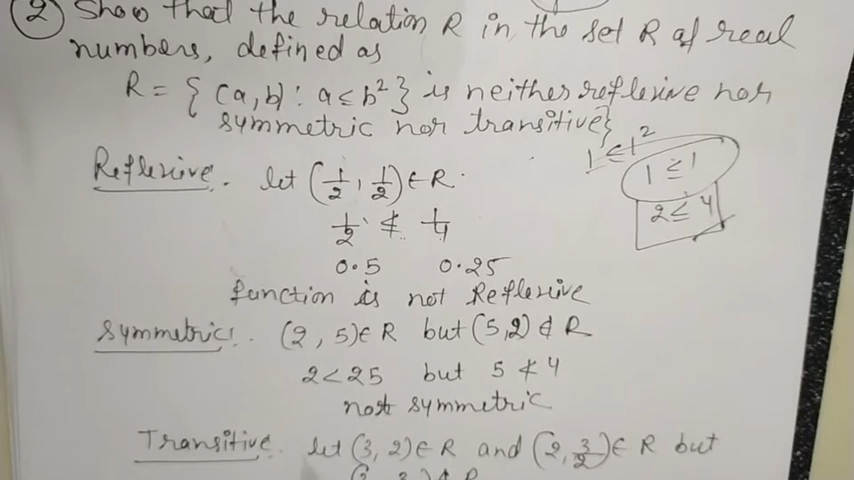 2 Show that the relation R in the set R of real
numbers, defined as
R = { (a,b) : a ≤ b² } is neither reflexive nor
symmetric nor transitive}
1 ≤ 1²
1 ≤ 1
2 ≤ 4
Reflexive. let (1/2, 1/2) ∈ R.
1/2 ≰ 1/4
0.5 0.25
function is not Reflexive
Symmetric. (2, 5) ∈ R but (5,2) ∉ R
2 < 25 but 5 ≮ 4
not symmetric
Transitive. let (3, 2) ∈ R and (2, 3/2) ∈ R but